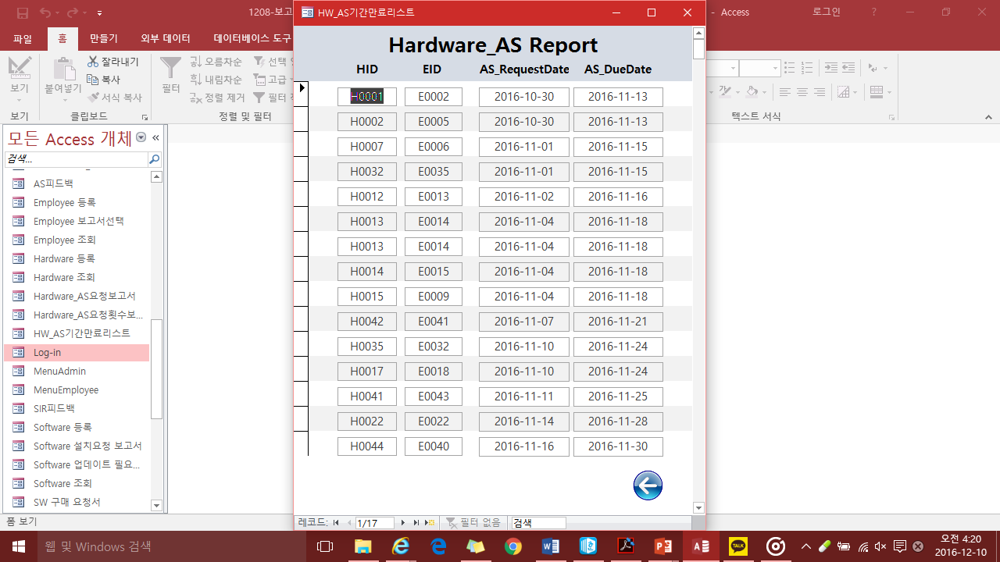 1208-보고
HW_AS기간만료리스트
- Access
로그인
?
파일
홈
만들기
외부 데이터
데이터베이스 도구
보기
붙여넣기
잘라내기
복사
서식 복사
필터
오름차순
내림차순
정렬 제거
선택
고급
필터
보기
클립보드
정렬 및 필터
텍스트 서식
모든 Access 개체
검색...
AS피드백
Employee 등록
Employee 보고서선택
Employee 조회
Hardware 등록
Hardware 조회
Hardware_AS요청보고서
Hardware_AS요청횟수보...
HW_AS기간만료리스트
Log-in
MenuAdmin
MenuEmployee
SIR피드백
Software 등록
Software 설치요청 보고서
Software 업데이트 필요...
Software 조회
SW 구매 요청서
Hardware_AS Report
HID EID AS_RequestDate AS_DueDate
H0001 E0002 2016-10-30 2016-11-13
H0002 E0005 2016-10-30 2016-11-13
H0007 E0006 2016-11-01 2016-11-15
H0032 E0035 2016-11-01 2016-11-15
H0012 E0013 2016-11-02 2016-11-16
H0013 E0014 2016-11-04 2016-11-18
H0013 E0014 2016-11-04 2016-11-18
H0014 E0015 2016-11-04 2016-11-18
H0015 E0009 2016-11-04 2016-11-18
H0042 E0041 2016-11-07 2016-11-21
H0035 E0032 2016-11-10 2016-11-24
H0017 E0018 2016-11-10 2016-11-24
H0041 E0043 2016-11-11 2016-11-25
H0022 E0022 2016-11-14 2016-11-28
H0044 E0040 2016-11-16 2016-11-30
레코드: 1/17 필터 없음 검색
폼 보기
웹 및 Windows 검색
TALK
오전 4:20
2016-12-10